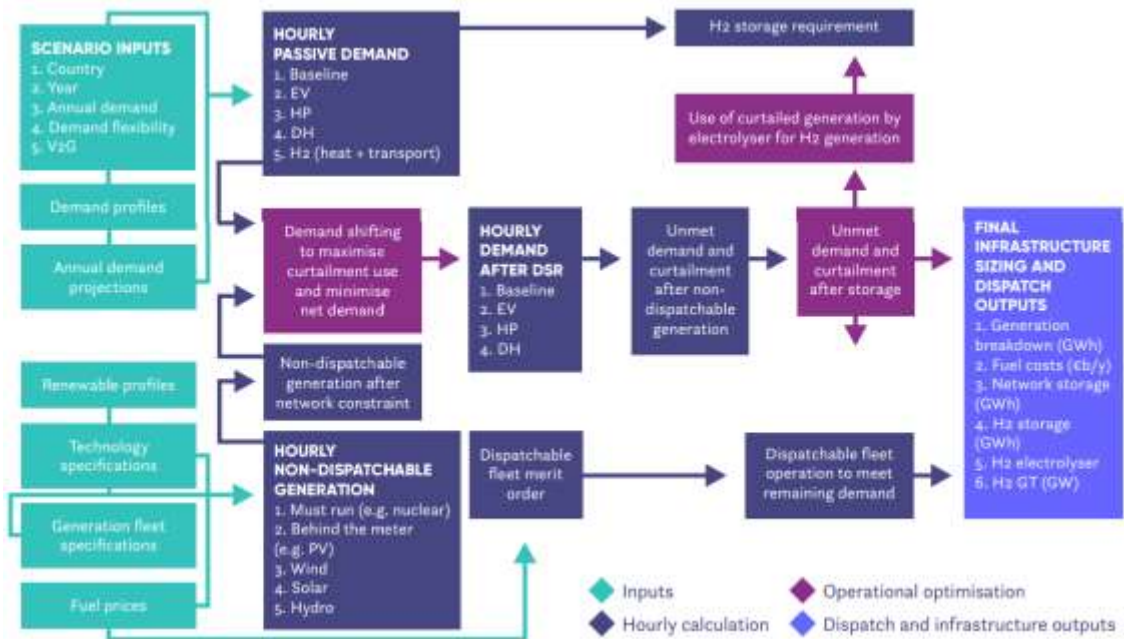 SCENARIO INPUTS
1. Country
2. Year
3. Annual demand
4. Demand flexibility
5. V2G
Demand profiles
Annual demand
projections
Renewable profiles
Technology
specifications
Generation fleet
specifications
Fuel prices
HOURLY
PASSIVE DEMAND
1. Baseline
2. EV
3. HP
4. DH
5. H2 (heat + transport)
H2 storage requirement
Use of curtailed generation by
electrolyser for H2 generation
Demand shifting
to maximise
curtailment use
and minimise
net demand
HOURLY
DEMAND
AFTER DSR
1. Baseline
2. EV
3. HP
4. DH
Unmet
demand and
curtailment
after non-
dispatchable
generation
Unmet
demand and
curtailment
after storage
FINAL
INFRASTRUCTURE
SIZING AND
DISPATCH
OUTPUTS
1. Generation
breakdown (GWh)
2. Fuel costs (€b/y)
3. Network storage
(GWh)
4. H2 storage
(GWh)
5. H2 electrolyser
6. H2 GT (GW)
Non-dispatchable
generation after
network constraint
HOURLY
NON-DISPATCHABLE
GENERATION
1. Must run (e.g. nuclear)
2. Behind the meter
(e.g. PV)
3. Wind
4. Solar
5. Hydro
Dispatchable
fleet merit
order
Dispatchable fleet
operation to meet
remaining demand
Inputs
Operational optimisation
Hourly calculation
Dispatch and infrastructure outputs